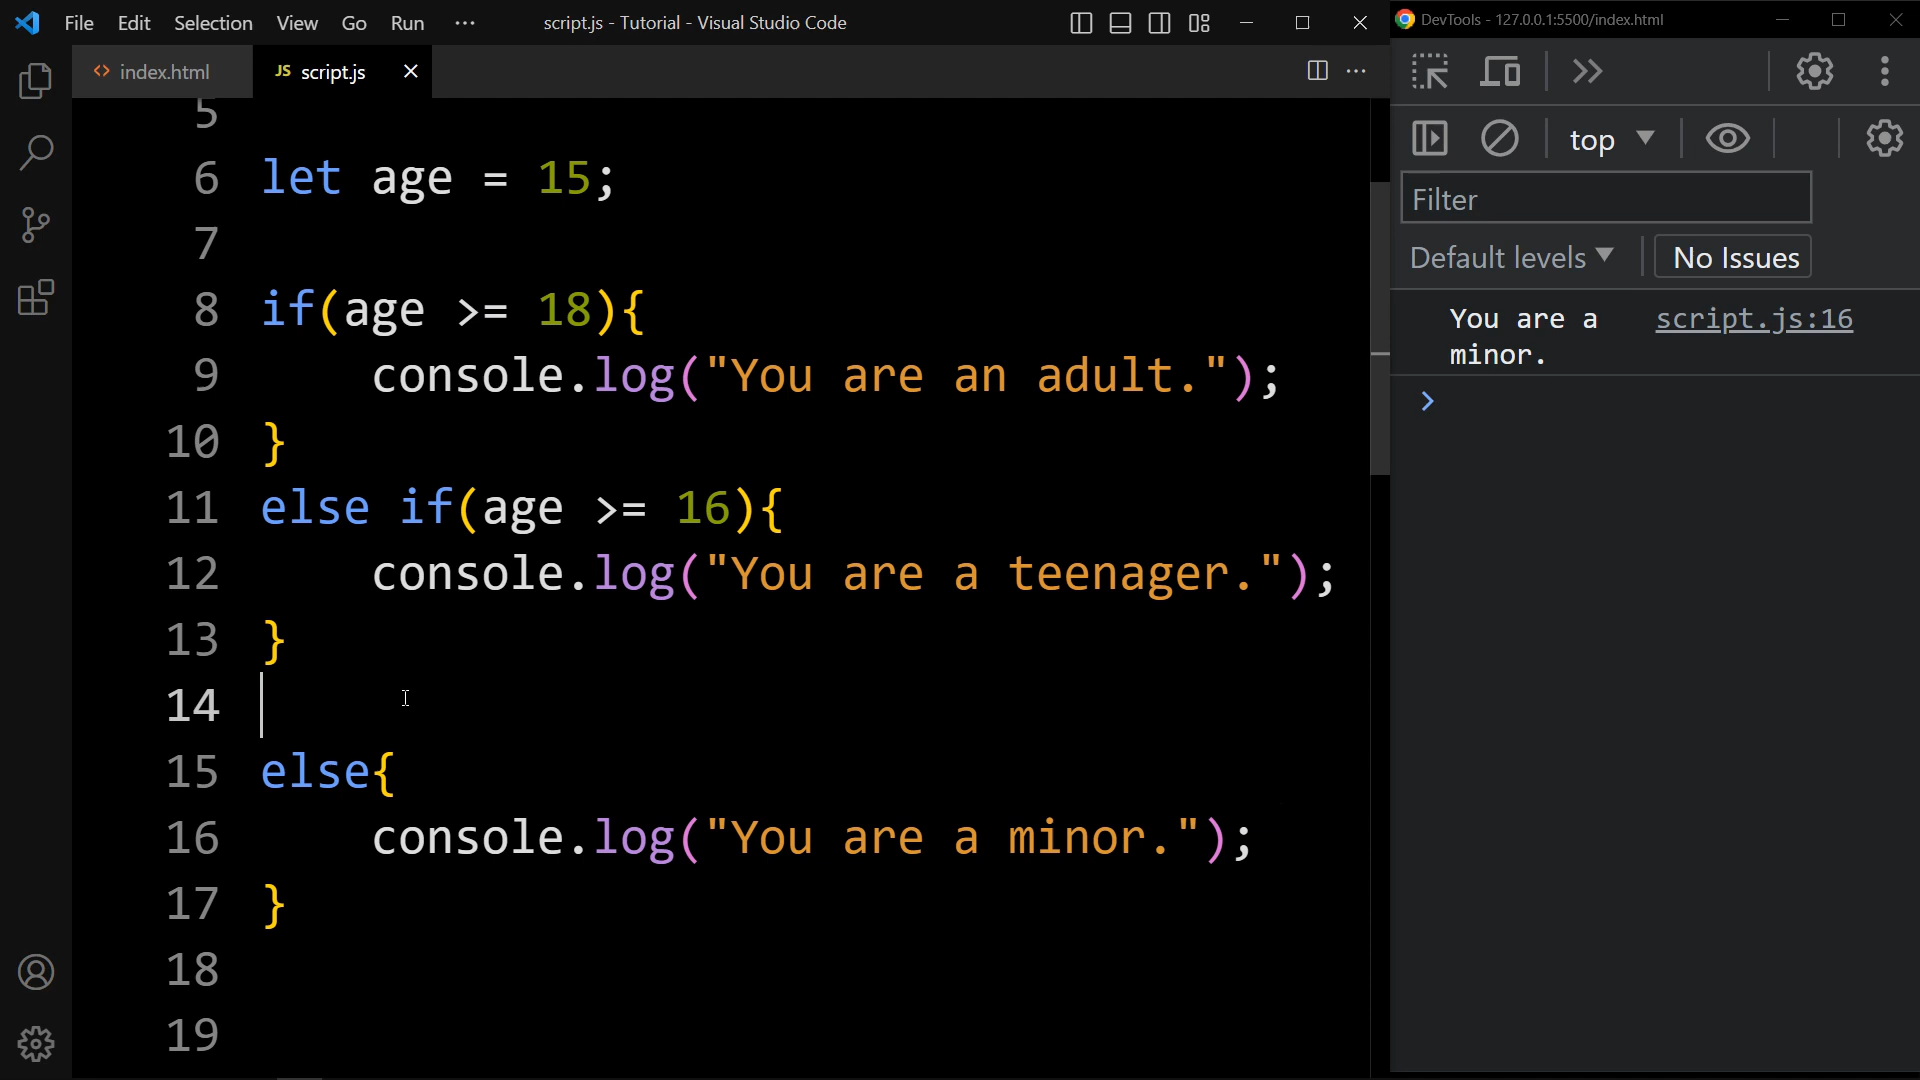 File Edit Selection View Go Run ··· script.js - Tutorial - Visual Studio Code
DevTools - 127.0.0.1:5500/index.html
<> index.html JS script.js
5
6 let age = 15;
7
8 if(age >= 18){
9 console.log("You are an adult.");
10 }
11 else if(age >= 16){
12 console.log("You are a teenager.");
13 }
14
15 else{
16 console.log("You are a minor.");
17 }
18
19
top
Filter
Default levels No Issues
You are a script.js:16
minor.
>